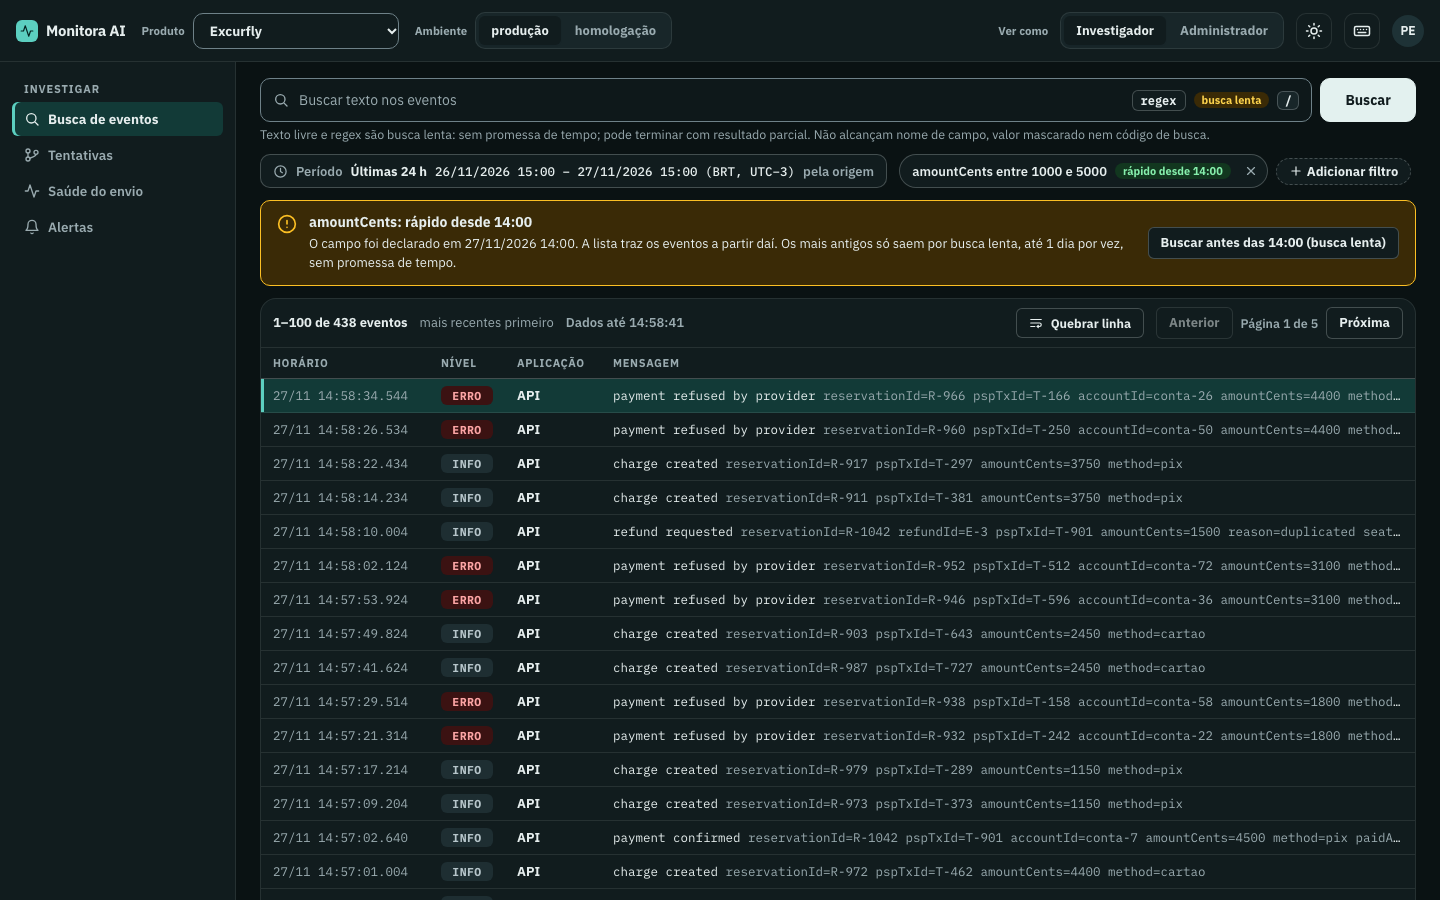 Monitora AI Produto Excurfly Ambiente produção homologação Ver como Investigador Administrador PE
INVESTIGAR
Busca de eventos
Tentativas
Saúde do envio
Alertas
Buscar texto nos eventos regex busca lenta / Buscar
Texto livre e regex são busca lenta: sem promessa de tempo; pode terminar com resultado parcial. Não alcançam nome de campo, valor mascarado nem código de busca.
Período Últimas 24 h 26/11/2026 15:00 – 27/11/2026 15:00 (BRT, UTC−3) pela origem amountCents entre 1000 e 5000 rápido desde 14:00 × + Adicionar filtro
amountCents: rápido desde 14:00
O campo foi declarado em 27/11/2026 14:00. A lista traz os eventos a partir daí. Os mais antigos só saem por busca lenta, até 1 dia por vez,
sem promessa de tempo.
Buscar antes das 14:00 (busca lenta)
1–100 de 438 eventos mais recentes primeiro Dados até 14:58:41 Quebrar linha Anterior Página 1 de 5 Próxima
HORÁRIO NÍVEL APLICAÇÃO MENSAGEM
27/11 14:58:34.544 ERRO API payment refused by provider reservationId=R-966 pspTxId=T-166 accountId=conta-26 amountCents=4400 method…
27/11 14:58:26.534 ERRO API payment refused by provider reservationId=R-960 pspTxId=T-250 accountId=conta-50 amountCents=4400 method…
27/11 14:58:22.434 INFO API charge created reservationId=R-917 pspTxId=T-297 amountCents=3750 method=pix
27/11 14:58:14.234 INFO API charge created reservationId=R-911 pspTxId=T-381 amountCents=3750 method=pix
27/11 14:58:10.004 INFO API refund requested reservationId=R-1042 refundId=E-3 pspTxId=T-901 amountCents=1500 reason=duplicated seat…
27/11 14:58:02.124 ERRO API payment refused by provider reservationId=R-952 pspTxId=T-512 accountId=conta-72 amountCents=3100 method…
27/11 14:57:53.924 ERRO API payment refused by provider reservationId=R-946 pspTxId=T-596 accountId=conta-36 amountCents=3100 method…
27/11 14:57:49.824 INFO API charge created reservationId=R-903 pspTxId=T-643 amountCents=2450 method=cartao
27/11 14:57:41.624 INFO API charge created reservationId=R-987 pspTxId=T-727 amountCents=2450 method=cartao
27/11 14:57:29.514 ERRO API payment refused by provider reservationId=R-938 pspTxId=T-158 accountId=conta-58 amountCents=1800 method…
27/11 14:57:21.314 ERRO API payment refused by provider reservationId=R-932 pspTxId=T-242 accountId=conta-22 amountCents=1800 method…
27/11 14:57:17.214 INFO API charge created reservationId=R-979 pspTxId=T-289 amountCents=1150 method=pix
27/11 14:57:09.204 INFO API charge created reservationId=R-973 pspTxId=T-373 amountCents=1150 method=pix
27/11 14:57:02.640 INFO API payment confirmed reservationId=R-1042 pspTxId=T-901 accountId=conta-7 amountCents=4500 method=pix paidA…
27/11 14:57:01.004 INFO API charge created reservationId=R-972 pspTxId=T-462 amountCents=4400 method=cartao